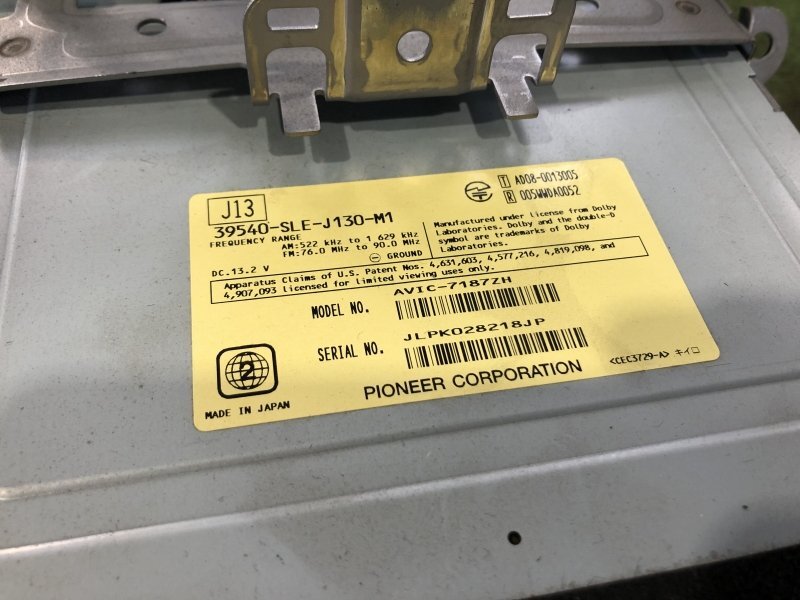 J13
39540-SLE-J130-M1
FREQUENCY RANGE
AM:522 kHz to 1 629 kHz
FM:76.0 MHz to 90.0 MHz
DC.13.2 V
GROUND
T AD08-0013005
R 005WWDA0052
Manufactured under license from Dolby
Laboratories. Dolby and the double-D
symbol are trademarks of Dolby
Laboratories.
Apparatus Claims of U.S. Patent Nos. 4,631,603, 4,577,216, 4,819,098, and
4,907,093 licensed for limited viewing uses only.
MODEL NO. AVIC-7187ZH
SERIAL NO. JLPK028218JP
2
MADE IN JAPAN
PIONEER CORPORATION
<CEC3729-A> キイロ